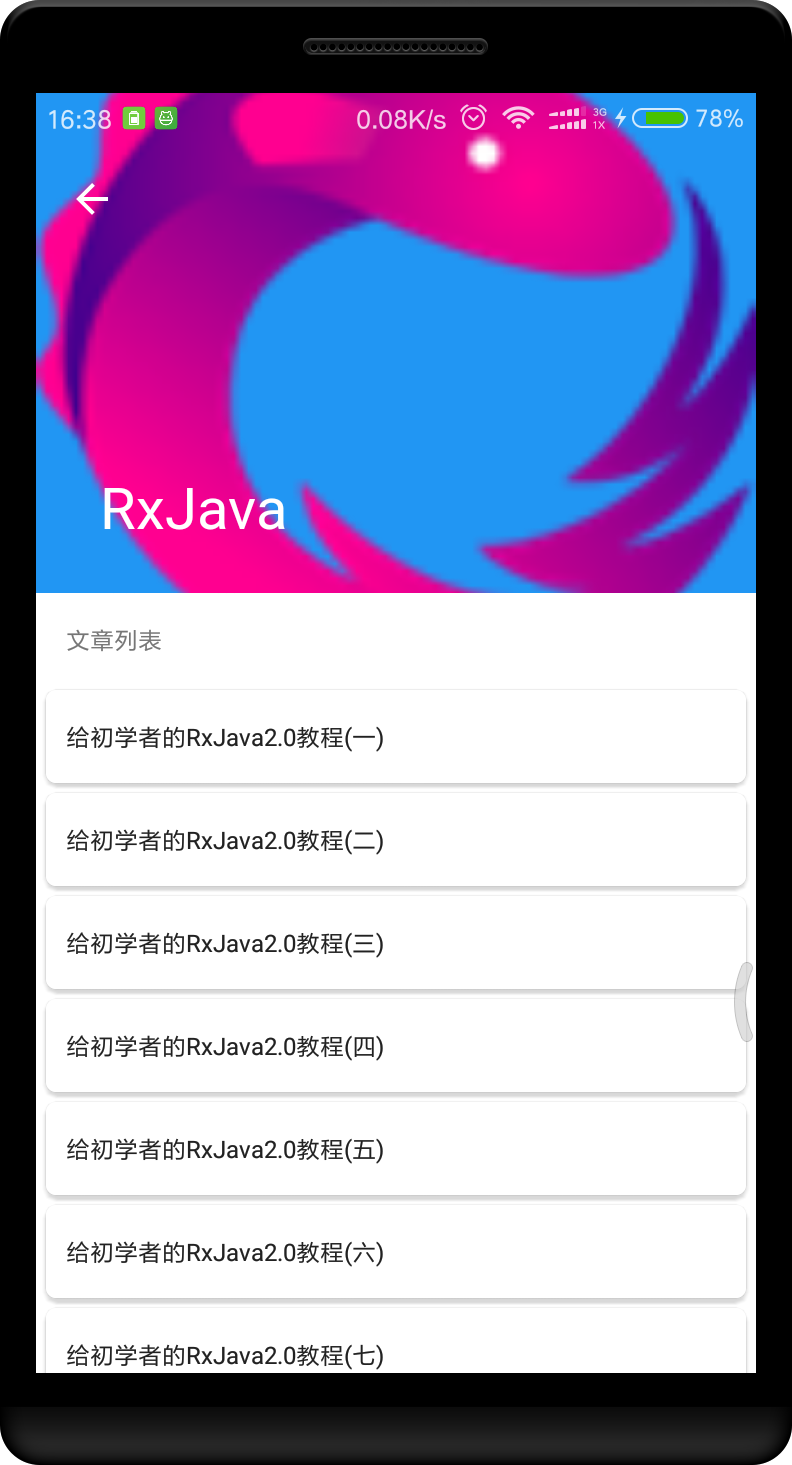 16:38 0.08K/s 3G 1X 78%
RxJava
文章列表
给初学者的RxJava2.0教程(一)
给初学者的RxJava2.0教程(二)
给初学者的RxJava2.0教程(三)
给初学者的RxJava2.0教程(四)
给初学者的RxJava2.0教程(五)
给初学者的RxJava2.0教程(六)
给初学者的RxJava2.0教程(七)